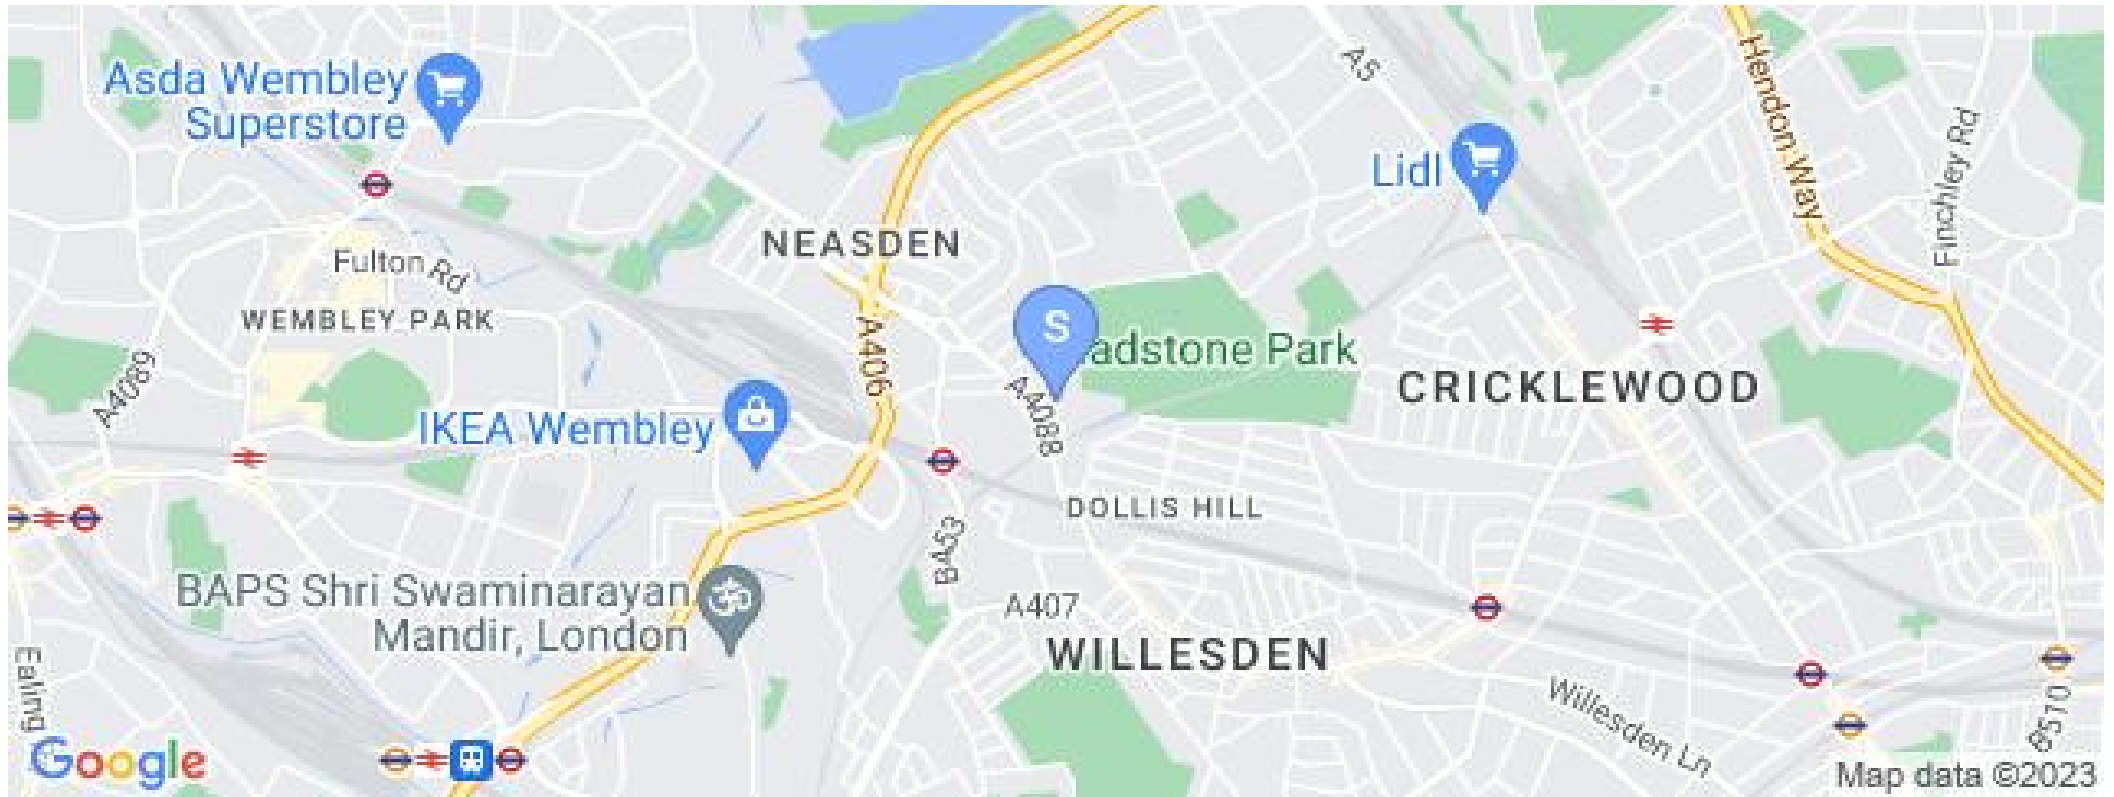 A5
Hendon Way
Asda Wembley
Superstore
Lidl
Finchley Rd
NEASDEN
Fulton Rd
WEMBLEY PARK
S
adstone Park
A406
A4089
A4088
CRICKLEWOOD
IKEA Wembley
DOLLIS HILL
B453
BAPS Shri Swaminarayan
Mandir, London
A407
WILLESDEN
Ealing
Willesden Ln
B510
Google
Map data ©2023